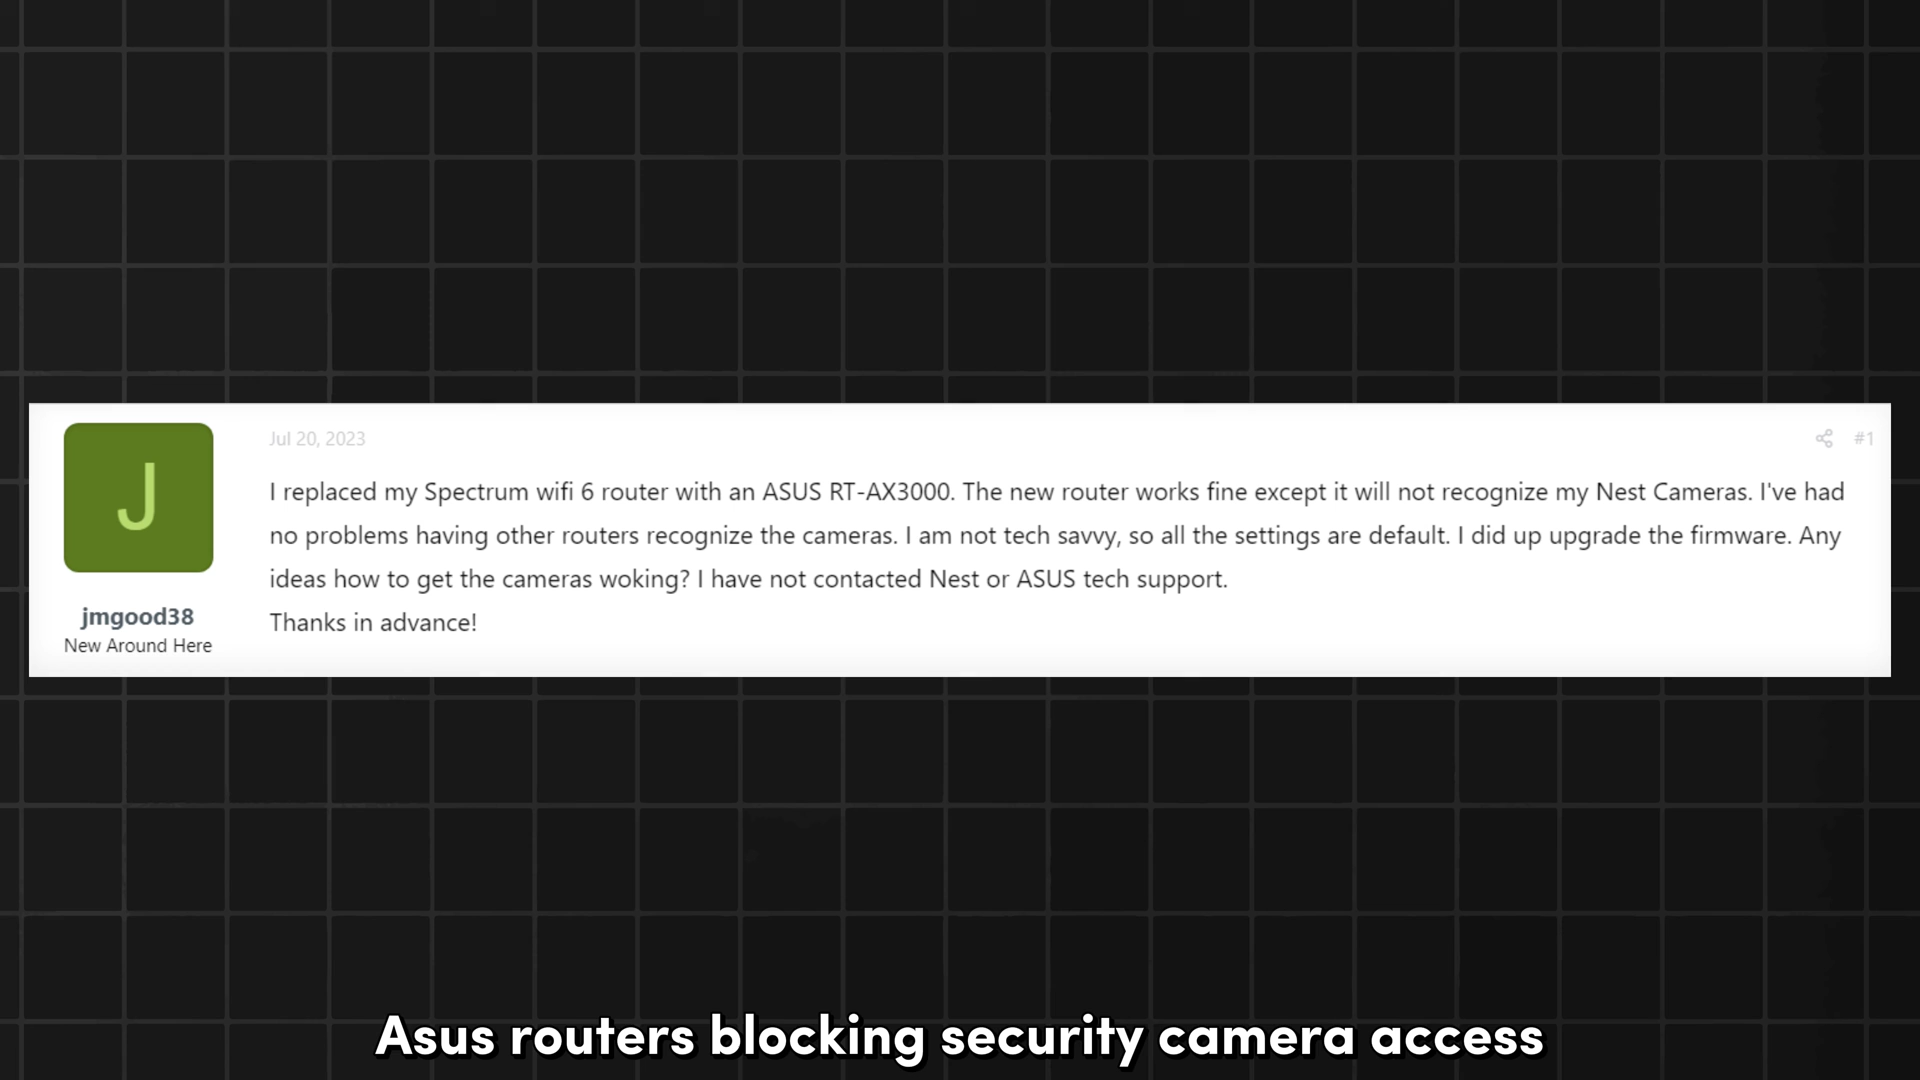 J
jmgood38
New Around Here
Jul 20, 2023
#1
I replaced my Spectrum wifi 6 router with an ASUS RT-AX3000. The new router works fine except it will not recognize my Nest Cameras. I've had
no problems having other routers recognize the cameras. I am not tech savvy, so all the settings are default. I did up upgrade the firmware. Any
ideas how to get the cameras woking? I have not contacted Nest or ASUS tech support.
Thanks in advance!
Asus routers blocking security camera access